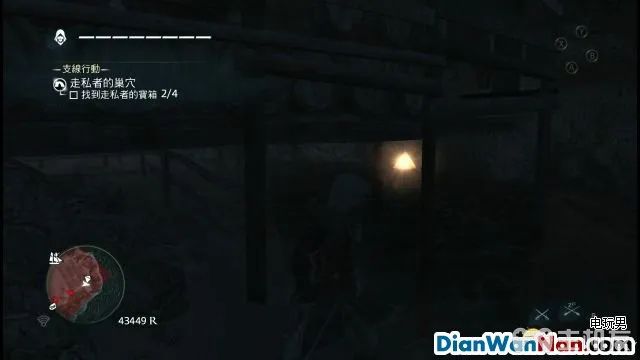 支線行動
走私者的巢穴
找到走私者的寶箱 2/4
X
Y
B
A
43449 R
电玩男
DianWanNan.com